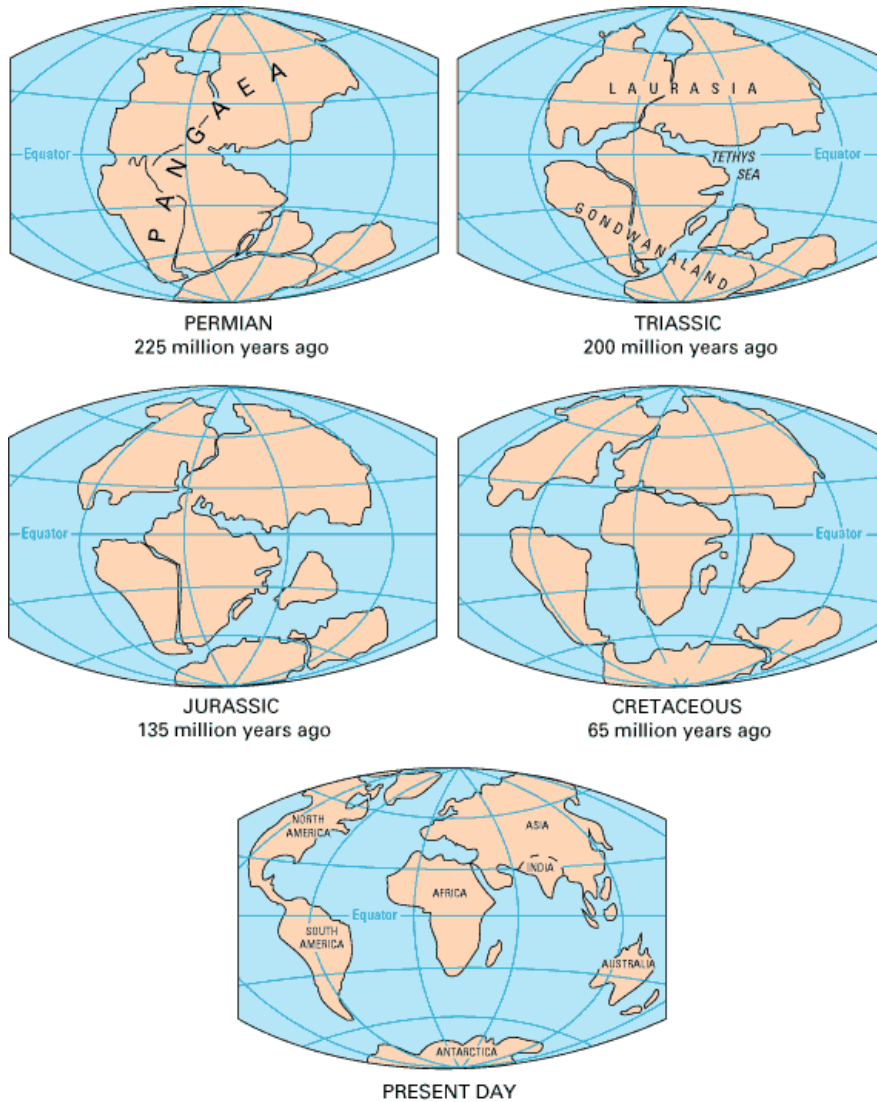 PANGAEA
Equator
PERMIAN
225 million years ago
LAURASIA
TETHYS
SEA
Equator
GONDWANALAND
TRIASSIC
200 million years ago
Equator
JURASSIC
135 million years ago
Equator
CRETACEOUS
65 million years ago
NORTH
AMERICA
ASIA
INDIA
AFRICA
Equator
SOUTH
AMERICA
AUSTRALIA
ANTARCTICA
PRESENT DAY